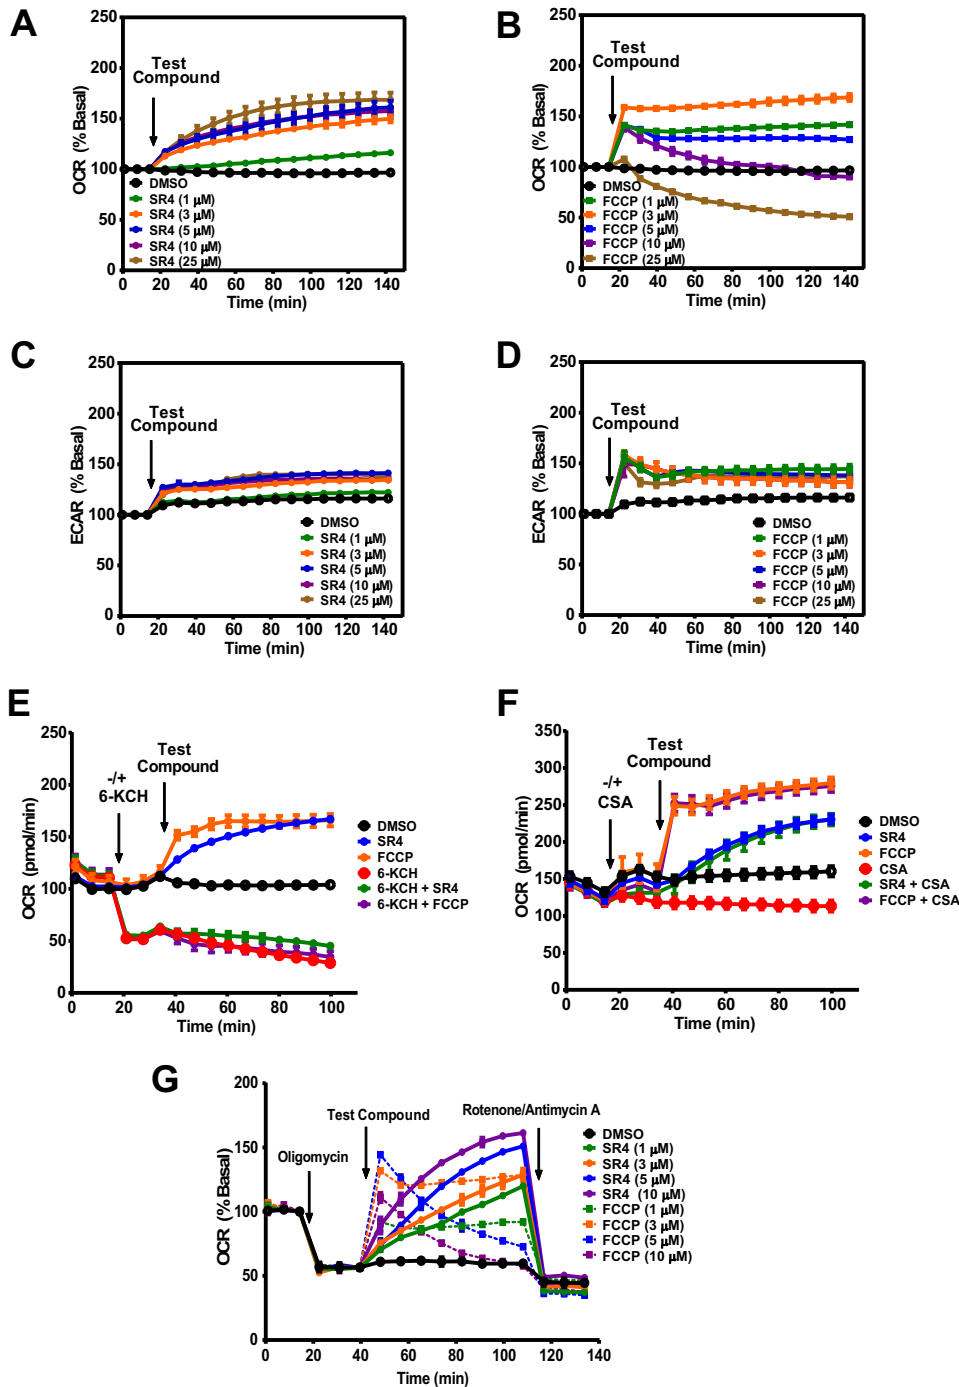 A
250
200
150
100
50
0
OCR (% Basal)
Test
Compound
DMSO
SR4 (1 µM)
SR4 (3 µM)
SR4 (5 µM)
SR4 (10 µM)
SR4 (25 µM)
0 20 40 60 80 100 120 140
Time (min)
B
250
200
150
100
50
0
OCR (% Basal)
Test
Compound
DMSO
FCCP (1 µM)
FCCP (3 µM)
FCCP (5 µM)
FCCP (10 µM)
FCCP (25 µM)
0 20 40 60 80 100 120 140
Time (min)
C
250
200
150
100
50
0
ECAR (% Basal)
Test
Compound
DMSO
SR4 (1 µM)
SR4 (3 µM)
SR4 (5 µM)
SR4 (10 µM)
SR4 (25 µM)
0 20 40 60 80 100 120 140
Time (min)
D
250
200
150
100
50
0
ECAR (% Basal)
Test
Compound
DMSO
FCCP (1 µM)
FCCP (3 µM)
FCCP (5 µM)
FCCP (10 µM)
FCCP (25 µM)
0 20 40 60 80 100 120 140
Time (min)
E
250
200
150
100
50
0
OCR (pmol/min)
-/+
6-KCH
Test
Compound
DMSO
SR4
FCCP
6-KCH
6-KCH + SR4
6-KCH + FCCP
0 20 40 60 80 100
Time (min)
F
350
300
250
200
150
100
50
0
OCR (pmol/min)
-/+
CSA
Test
Compound
DMSO
SR4
FCCP
CSA
SR4 + CSA
FCCP + CSA
0 20 40 60 80 100
Time (min)
G
200
150
100
50
0
OCR (% Basal)
Oligomycin
Test Compound
Rotenone/Antimycin A
DMSO
SR4 (1 µM)
SR4 (3 µM)
SR4 (5 µM)
SR4 (10 µM)
FCCP (1 µM)
FCCP (3 µM)
FCCP (5 µM)
FCCP (10 µM)
0 20 40 60 80 100 120 140
Time (min)